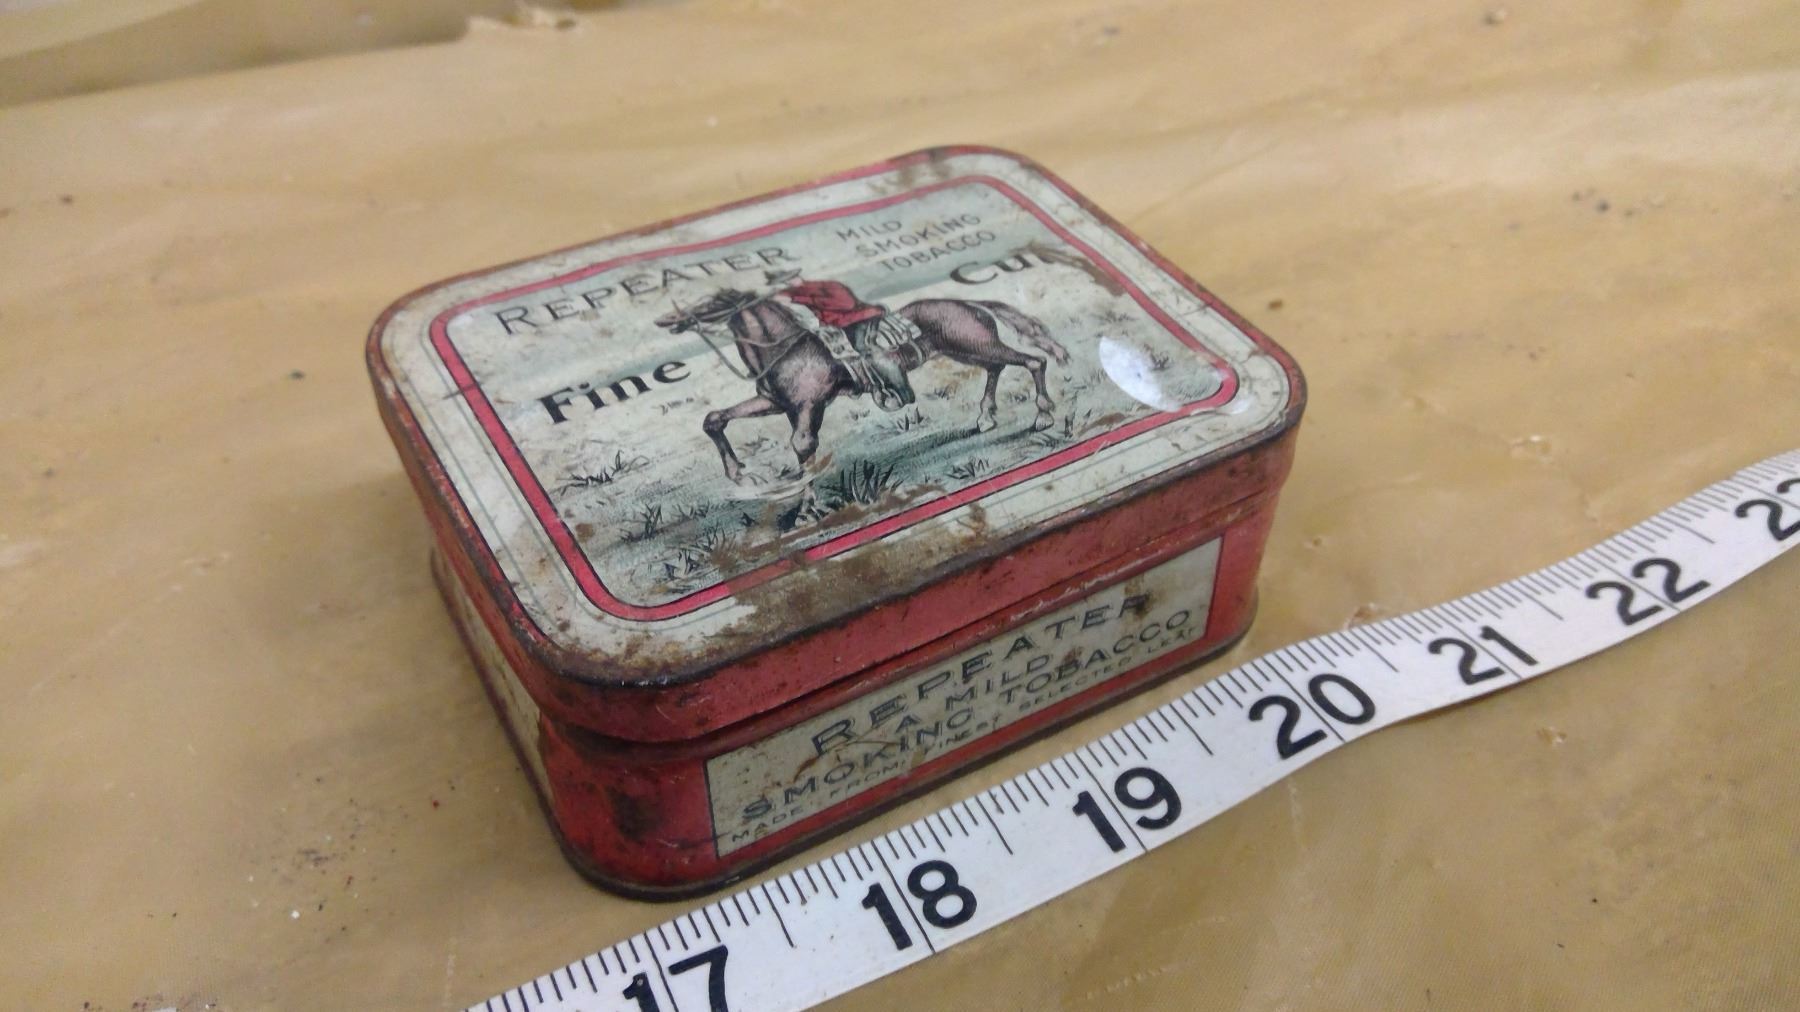 REPEATER
MILD
SMOKING
TOBACCO
Fine Cut
REPEATER
A MILD
SMOKING TOBACCO
MADE FROM FINEST SELECTED LEAF
17 18 19 20 21 22